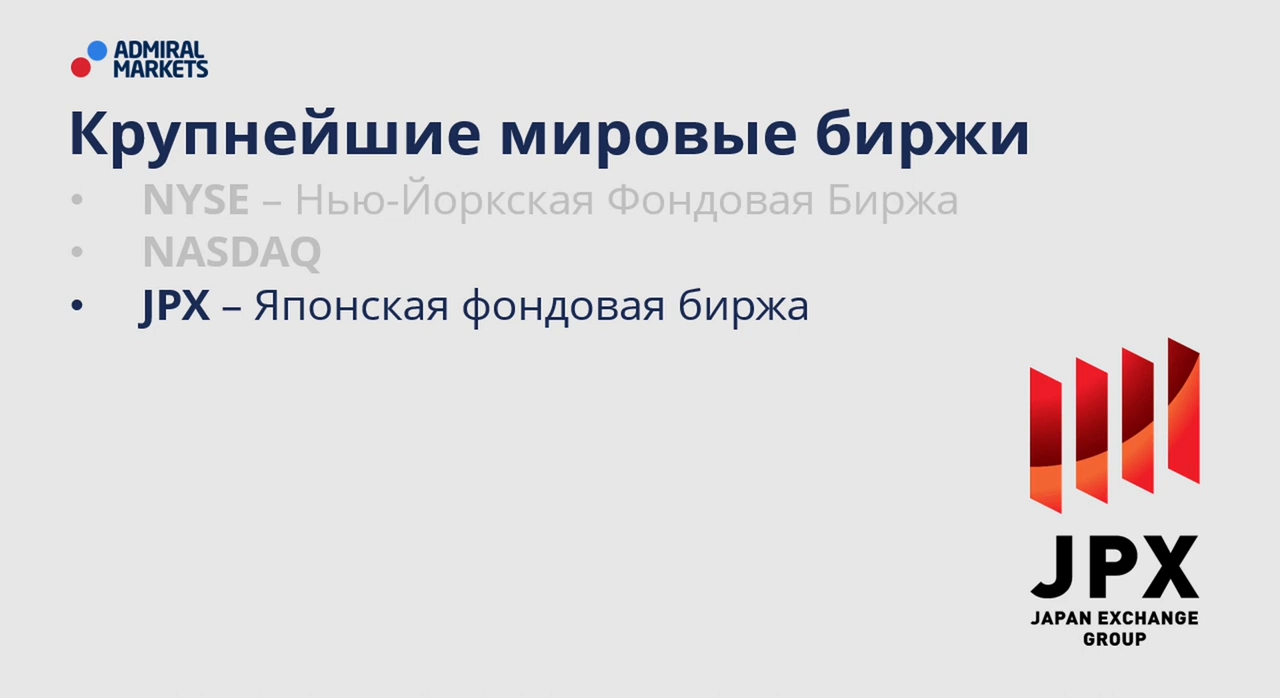 ADMIRAL
MARKETS
Крупнейшие мировые биржи
• NYSE – Нью-Йоркская Фондовая Биржа
• NASDAQ
• JPX – Японская фондовая биржа
JPX
JAPAN EXCHANGE
GROUP